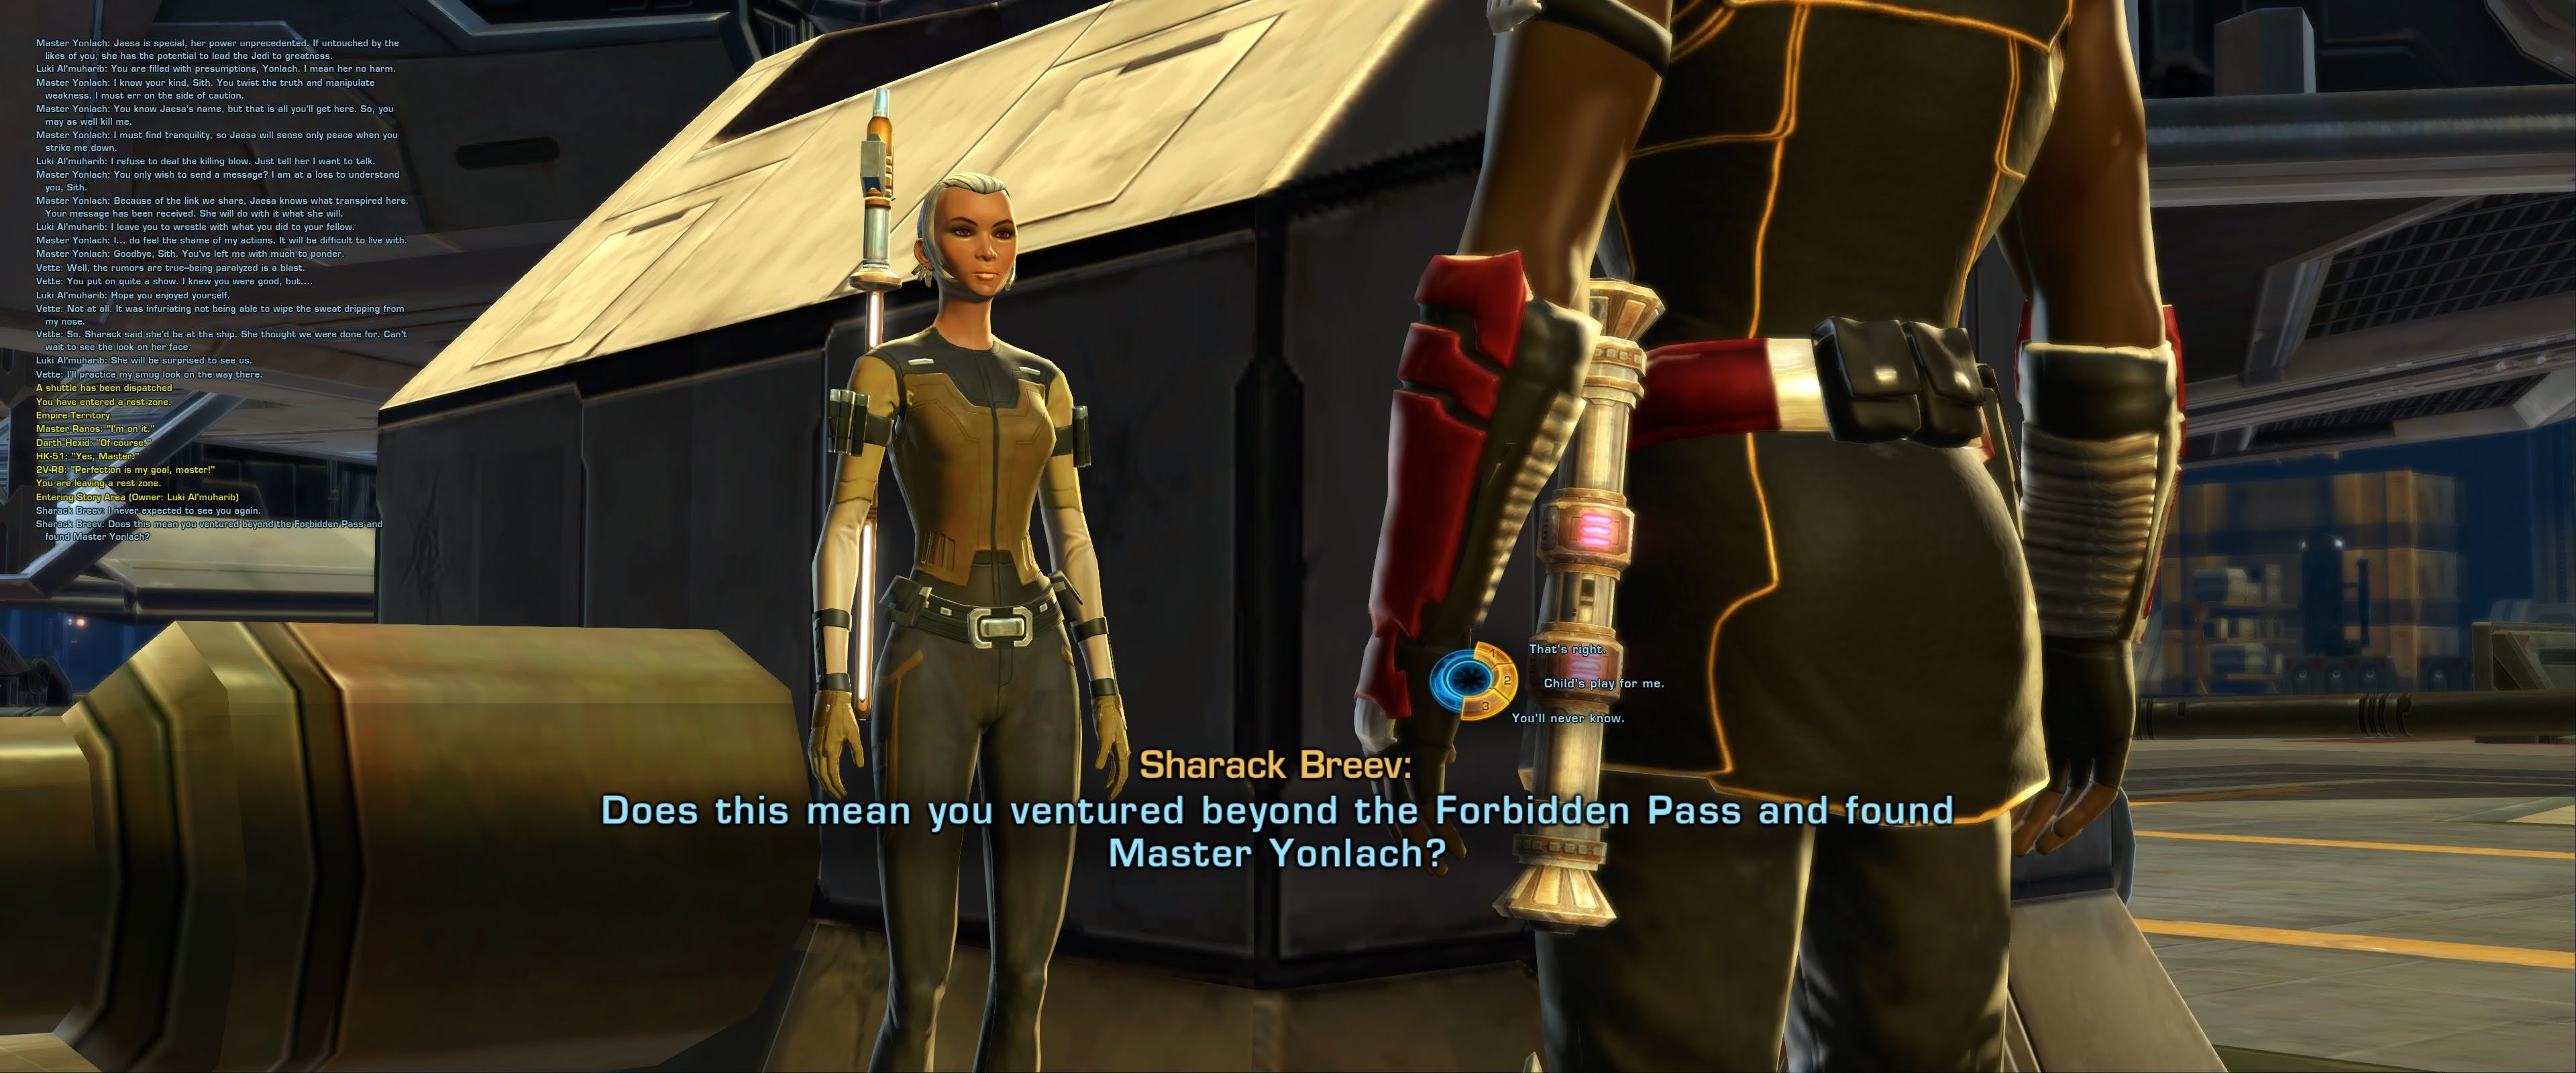 Master Yonlach: Jaesa is special, her power unprecedented. If untouched by the
likes of you, she has the potential to lead the Jedi to greatness.
Luki Al'muharib: You are filled with presumptions, Yonlach. I mean her no harm.
Master Yonlach: I know your kind, Sith. You twist the truth and manipulate
weakness. I must err on the side of caution.
Master Yonlach: You know Jaesa's name, but that is all you'll get here. So, you
may as well kill me.
Master Yonlach: I must find tranquility, so Jaesa will sense only peace when you
strike me down.
Luki Al'muharib: I refuse to deal the killing blow. Just tell her I want to talk.
Master Yonlach: You only wish to send a message? I am at a loss to understand
you, Sith.
Master Yonlach: Because of the link we share, Jaesa knows what transpired here.
Your message has been received. She will do with it what she will.
Luki Al'muharib: I leave you to wrestle with what you did to your fellow.
Master Yonlach: I... do feel the shame of my actions. It will be difficult to live with.
Master Yonlach: Goodbye, Sith. You've left me with much to ponder.
Vette: Well, the rumors are true–being paralyzed is a blast.
Vette: You put on quite a show. I knew you were good, but....
Luki Al'muharib: Hope you enjoyed yourself.
Vette: Not at all. It was infuriating not being able to wipe the sweat dripping from
my nose.
Vette: So. Sharack said she'd be at the ship. She thought we were done for. Can't
wait to see the look on her face.
Luki Al'muharib: She will be surprised to see us.
Vette: I'll practice my smug look on the way there.
A shuttle has been dispatched
You have entered a rest zone.
Empire Territory
Master Ranos: "I'm on it."
Darth Hexid: "Of course."
HK-51: "Yes, Master."
2V-R8: "Perfection is my goal, master!"
You are leaving a rest zone.
Entering Story Area (Owner: Luki Al'muharib)
Sharack Breev: I never expected to see you again.
Sharack Breev: Does this mean you ventured beyond the Forbidden Pass and
found Master Yonlach?
1 That's right.
2 Child's play for me.
3 You'll never know.
Sharack Breev:
Does this mean you ventured beyond the Forbidden Pass and found
Master Yonlach?